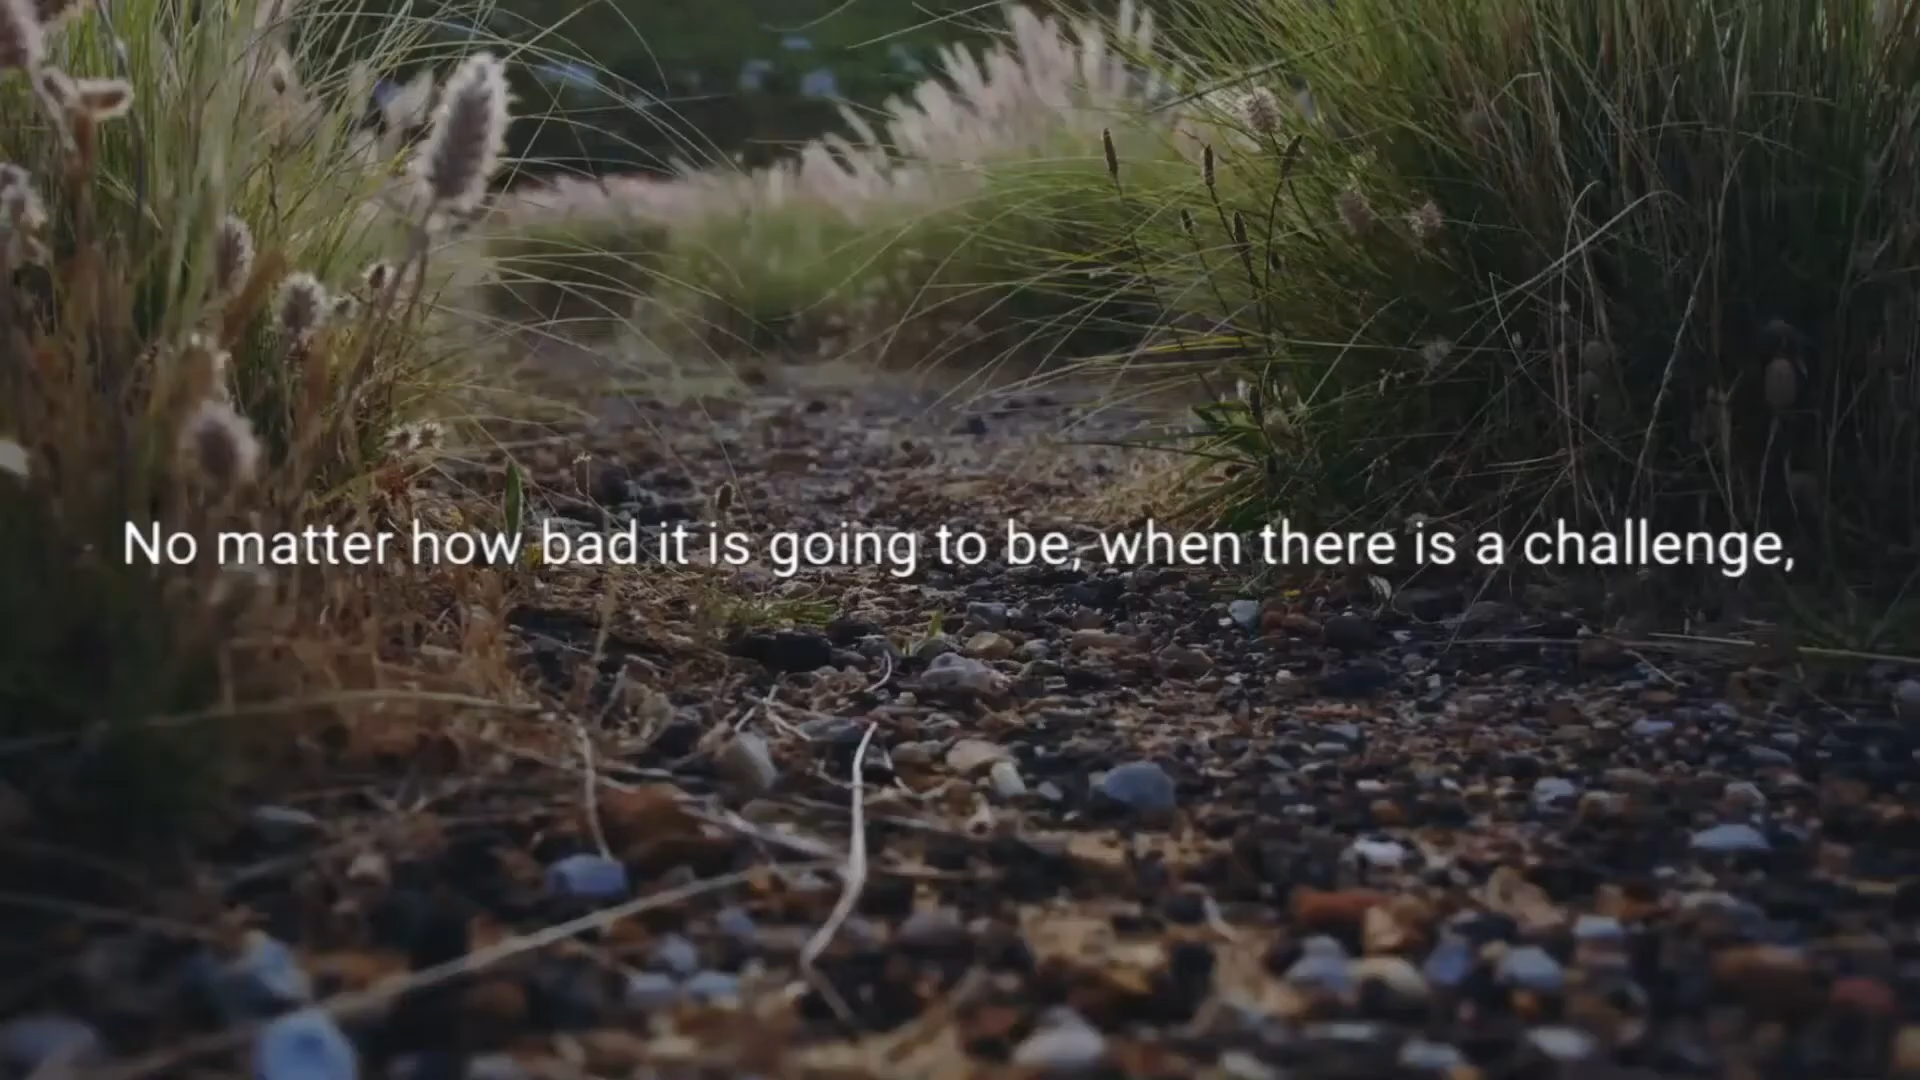 No matter how bad it is going to be, when there is a challenge,